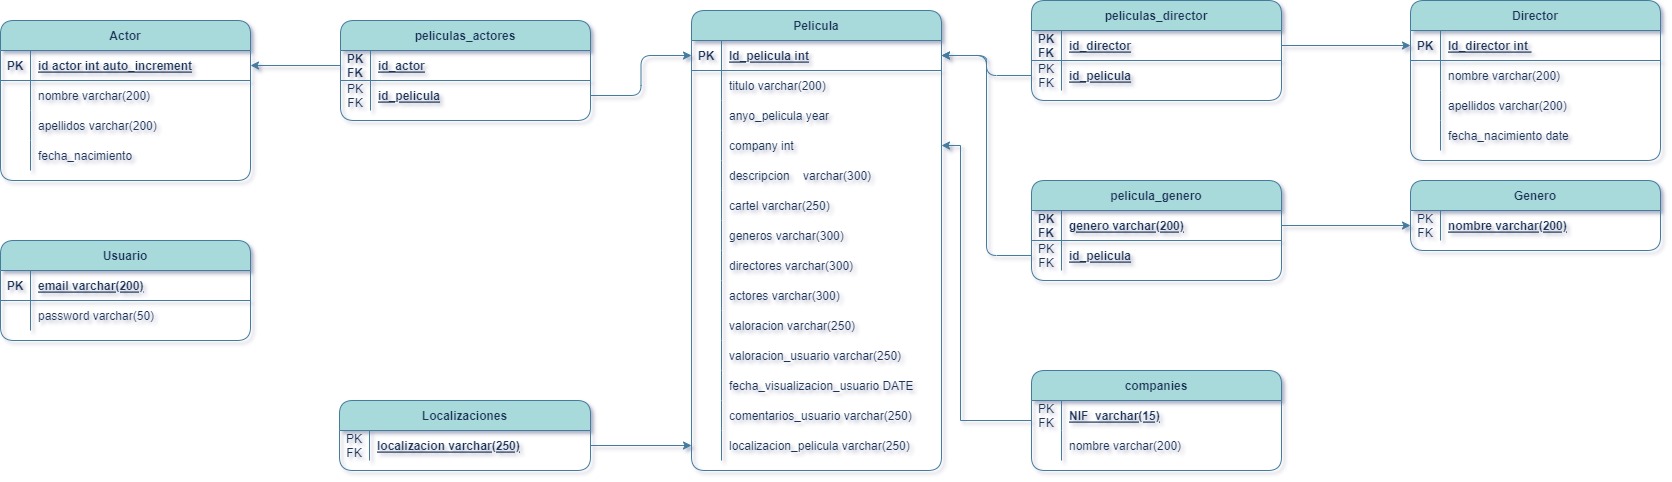 Actor
PK id actor int auto_increment
nombre varchar(200)
apellidos varchar(200)
fecha_nacimiento
Usuario
PK email varchar(200)
password varchar(50)
peliculas_actores
PK
FK
id_actor
PK
FK
id_pelicula
Localizaciones
PK
FK
localizacion varchar(250)
Pelicula
PK Id_pelicula int
titulo varchar(200)
anyo_pelicula year
company int
descripcion varchar(300)
cartel varchar(250)
generos varchar(300)
directores varchar(300)
actores varchar(300)
valoracion varchar(250)
valoracion_usuario varchar(250)
fecha_visualizacion_usuario DATE
comentarios_usuario varchar(250)
localizacion_pelicula varchar(250)
peliculas_director
PK
FK
id_director
PK
FK
id_pelicula
pelicula_genero
PK
FK
genero varchar(200)
PK
FK
id_pelicula
companies
PK
FK
NIF varchar(15)
nombre varchar(200)
Director
PK Id_director int
nombre varchar(200)
apellidos varchar(200)
fecha_nacimiento date
Genero
PK
FK
nombre varchar(200)